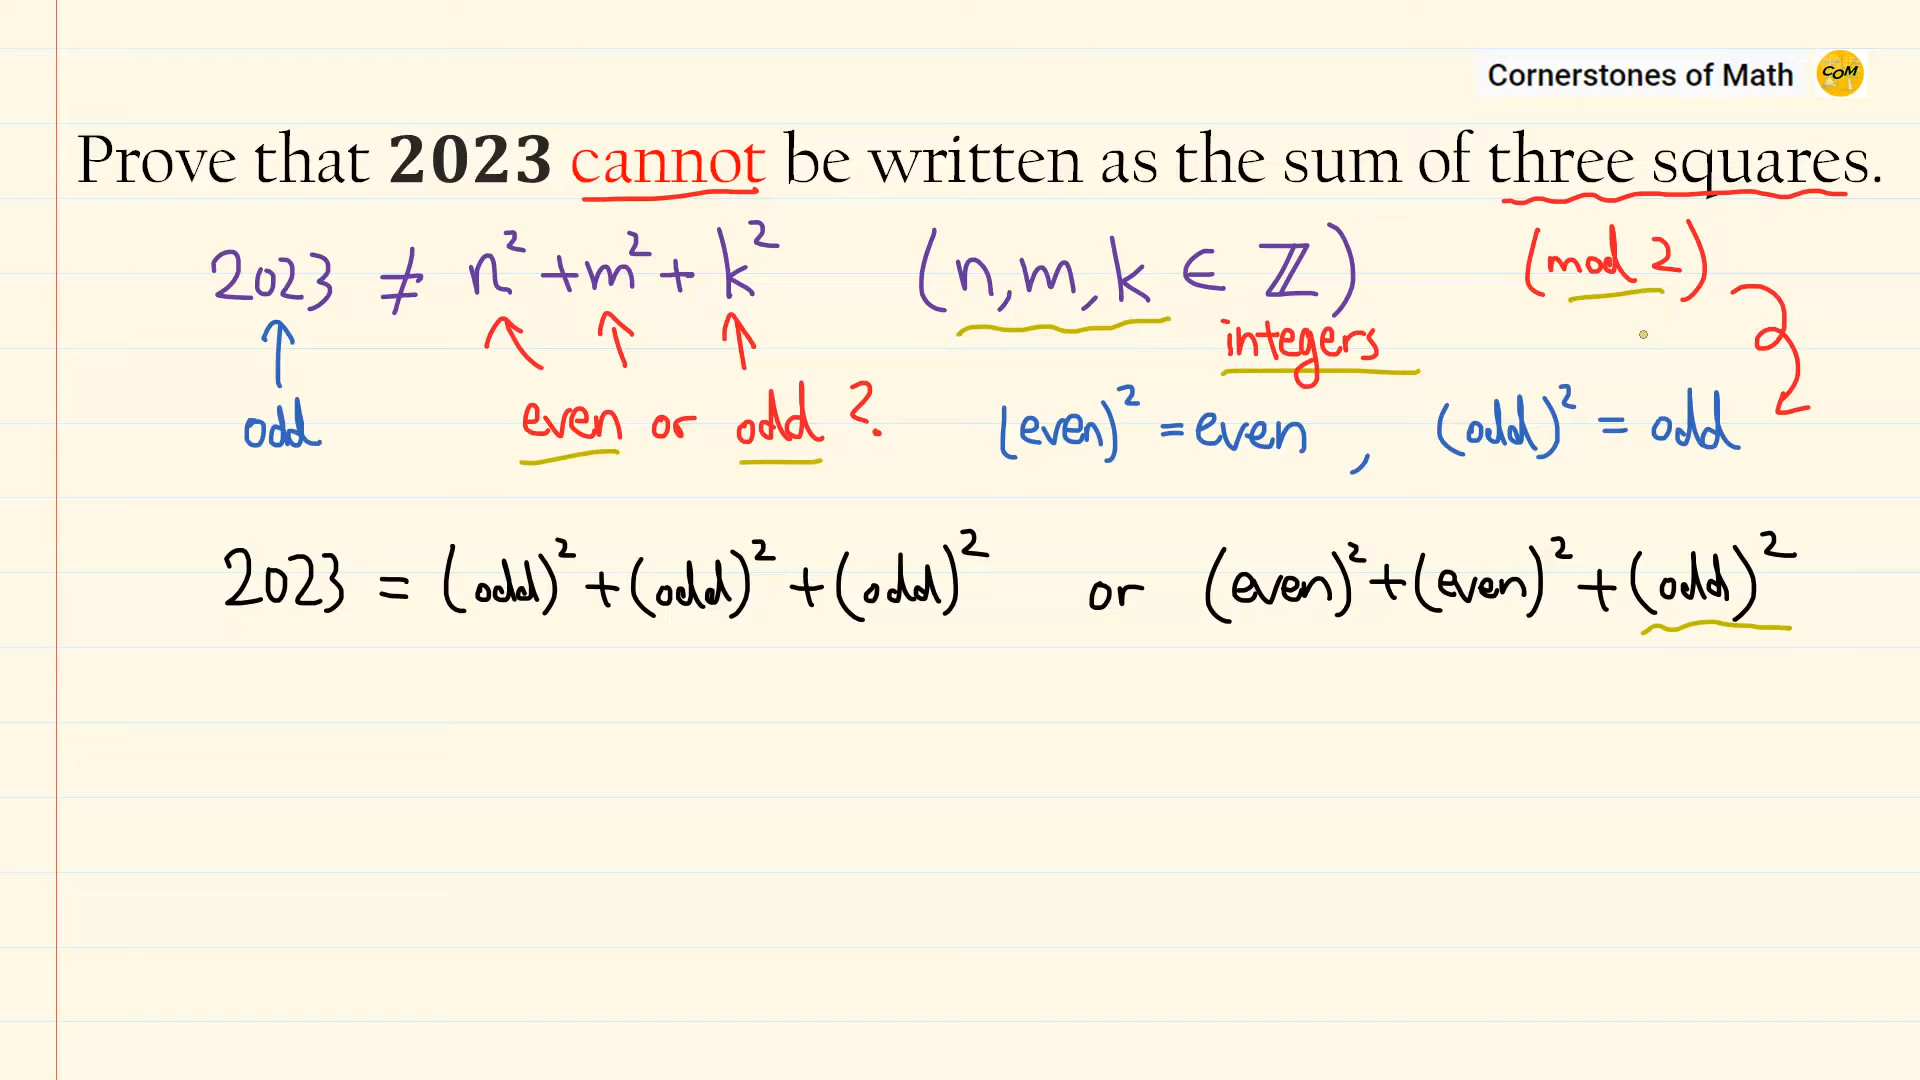 Cornerstones of Math COM
Prove that 2023 cannot be written as the sum of three squares.
2023 ≠ n² + m² + k² (n, m, k ∈ ℤ) (mod 2)
integers
odd even or odd ? (even)² = even , (odd)² = odd
2023 = (odd)² + (odd)² + (odd)² or (even)² + (even)² + (odd)²